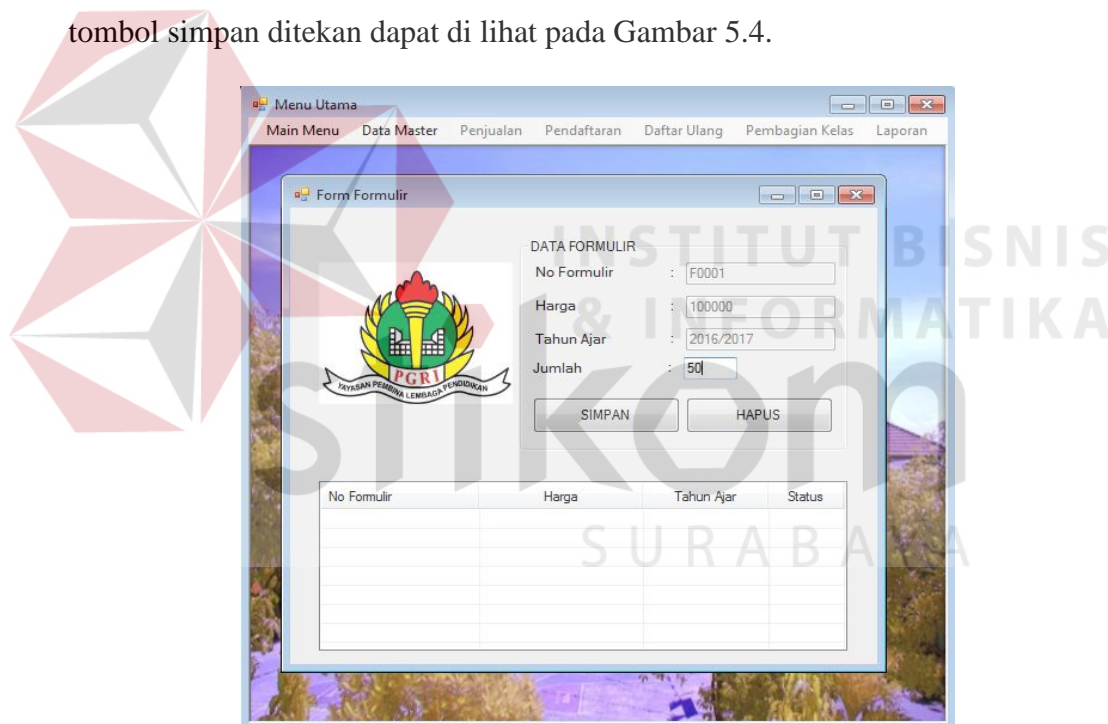 tombol simpan ditekan dapat di lihat pada Gambar 5.4.
Menu Utama
Main Menu Data Master Penjualan Pendaftaran Daftar Ulang Pembagian Kelas Laporan
Form Formulir
INSTITUT BISNIS
& INFORMATIKA
stikom
SURABAYA
DATA FORMULIR
No Formulir : F0001
Harga : 100000
Tahun Ajar : 2016/2017
Jumlah : 50
SIMPAN HAPUS
PGRI
YAYASAN PEMBINA LEMBAGA PENDIDIKAN
No Formulir Harga Tahun Ajar Status